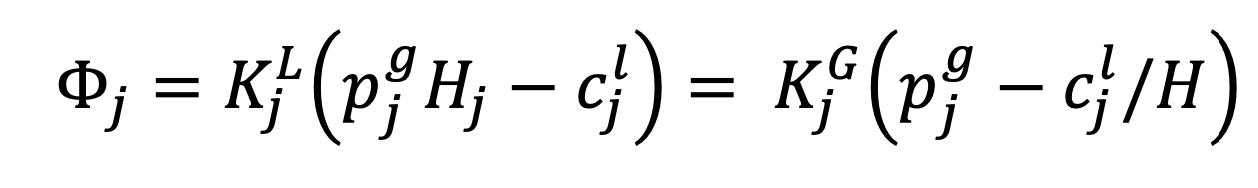 Φ_j = K_j^L(p_j^g H_j − c_j^l) = K_j^G(p_j^g − c_j^l/H)